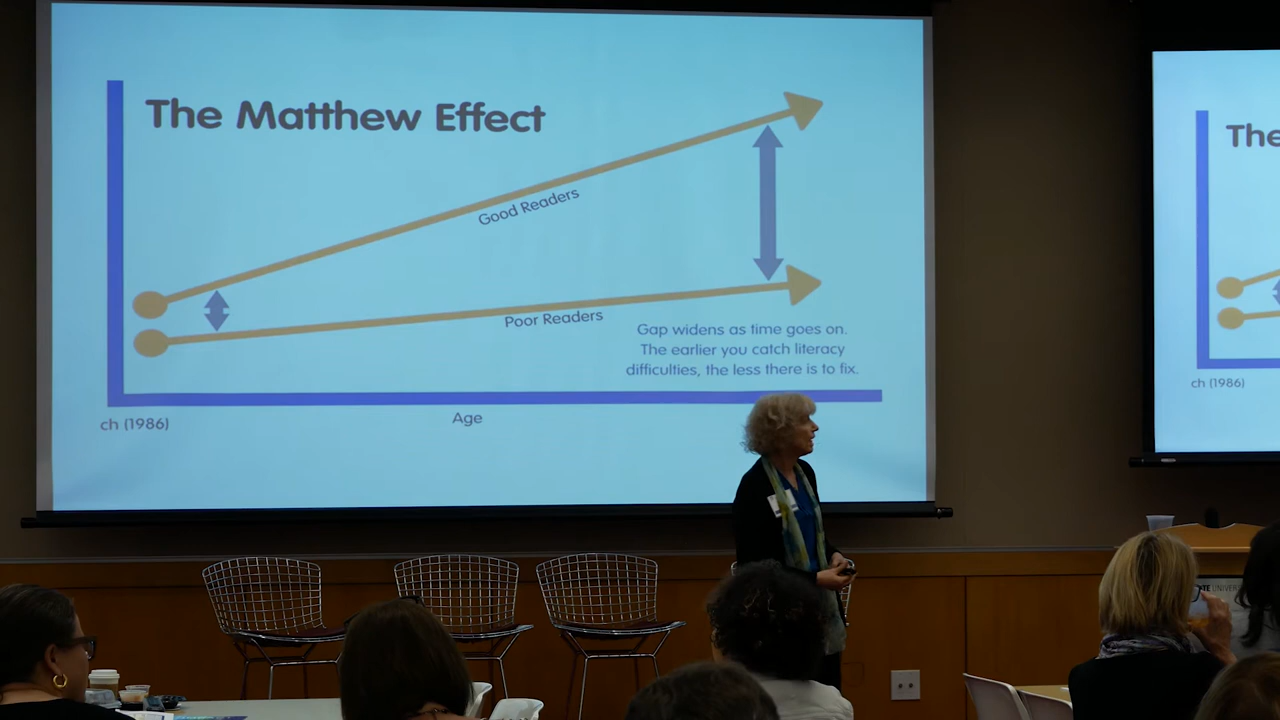 The Matthew Effect
Good Readers
Poor Readers
Gap widens as time goes on.
The earlier you catch literacy
difficulties, the less there is to fix.
ch (1986)
Age
The
ch (1986)